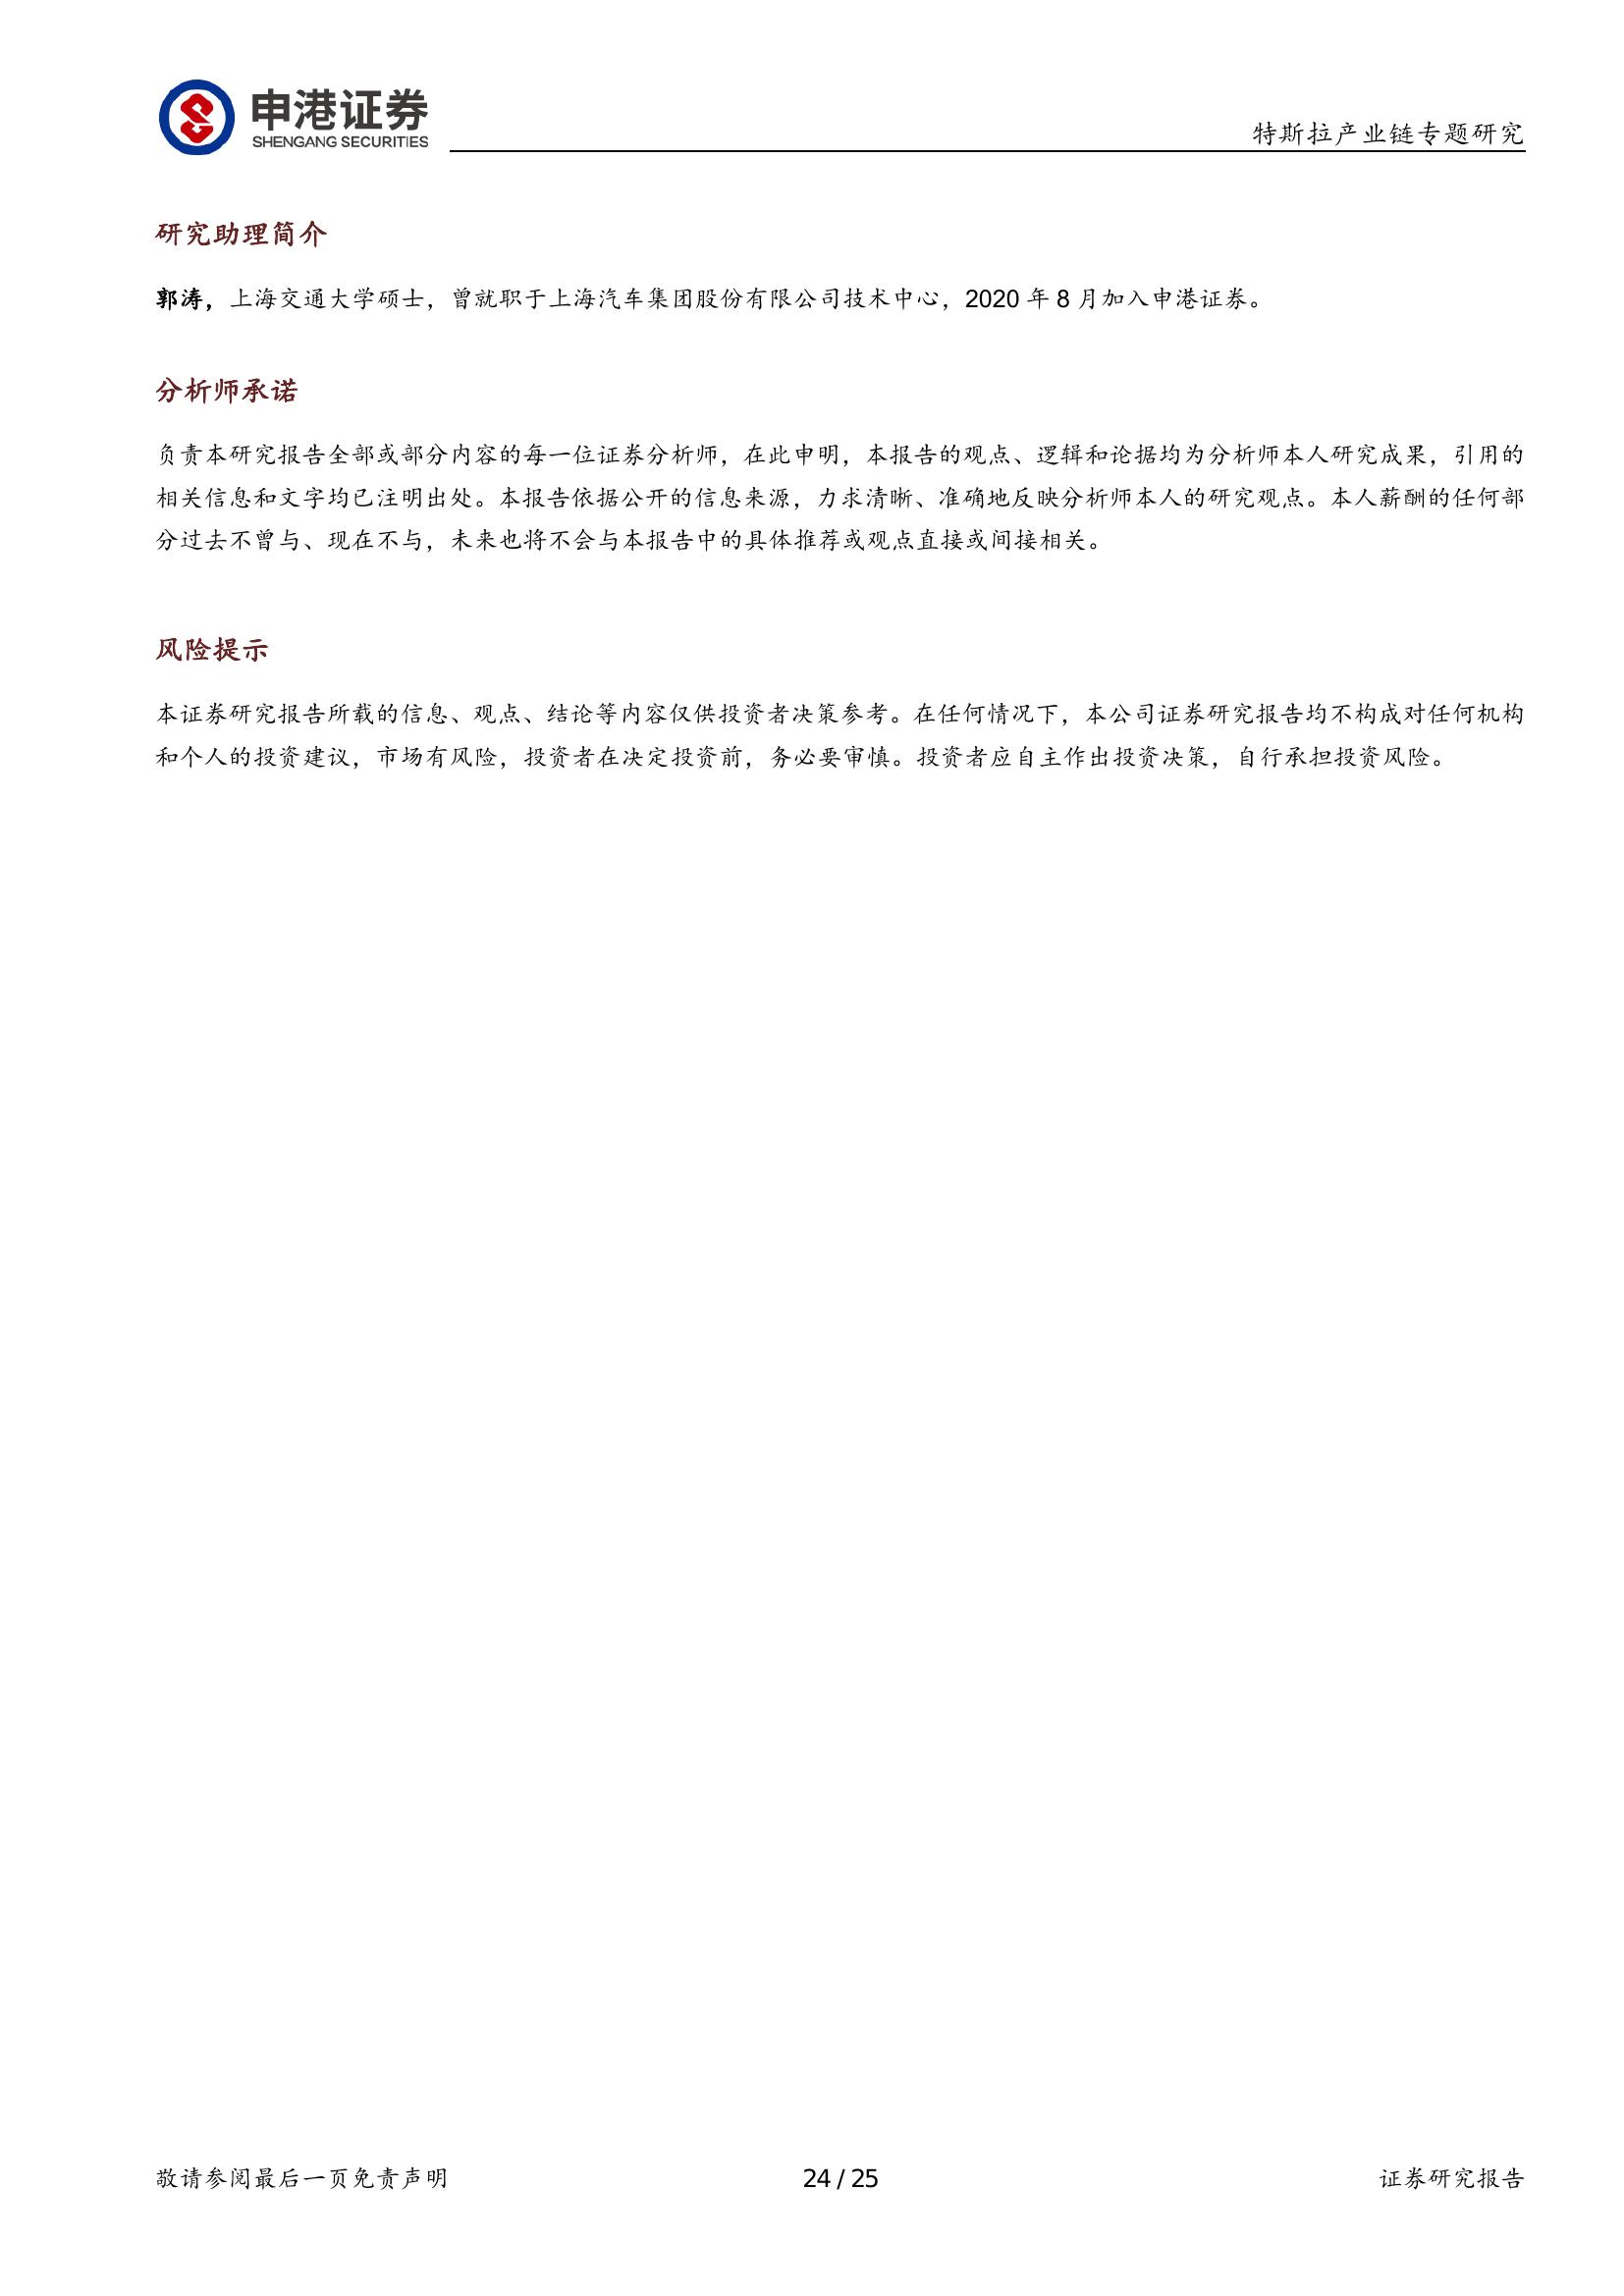 申港证券
SHENGANG SECURITIES
特斯拉产业链专题研究
研究助理简介
郭涛，上海交通大学硕士，曾就职于上海汽车集团股份有限公司技术中心，2020 年 8 月加入申港证券。
分析师承诺
负责本研究报告全部或部分内容的每一位证券分析师，在此申明，本报告的观点、逻辑和论据均为分析师本人研究成果，引用的
相关信息和文字均已注明出处。本报告依据公开的信息来源，力求清晰、准确地反映分析师本人的研究观点。本人薪酬的任何部
分过去不曾与、现在不与，未来也将不会与本报告中的具体推荐或观点直接或间接相关。
风险提示
本证券研究报告所载的信息、观点、结论等内容仅供投资者决策参考。在任何情况下，本公司证券研究报告均不构成对任何机构
和个人的投资建议，市场有风险，投资者在决定投资前，务必要审慎。投资者应自主作出投资决策，自行承担投资风险。
敬请参阅最后一页免责声明
24 / 25
证券研究报告